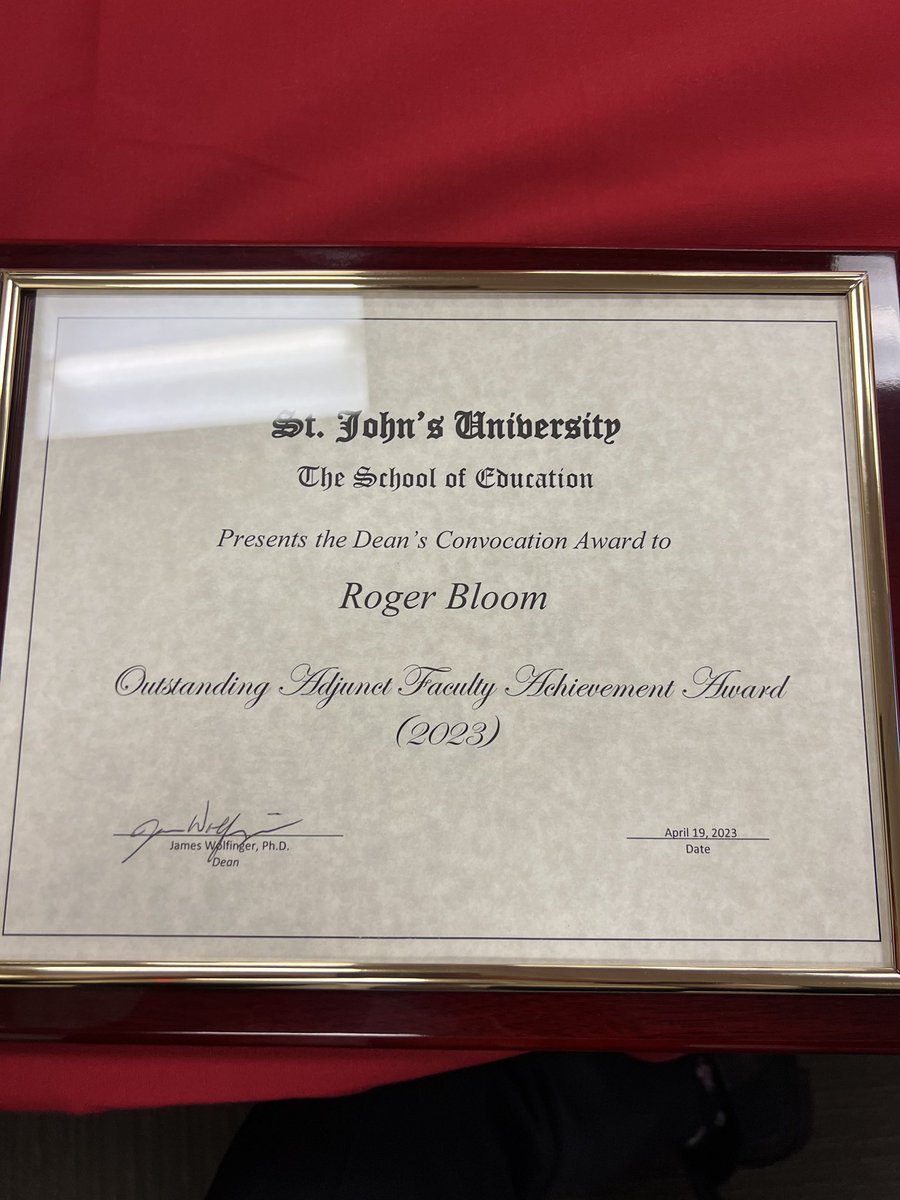 St. John's University
The School of Education
Presents the Dean's Convocation Award to
Roger Bloom
Outstanding Adjunct Faculty Achievement Award
(2023)
James Wolfinger, Ph.D.
Dean
April 19, 2023
Date